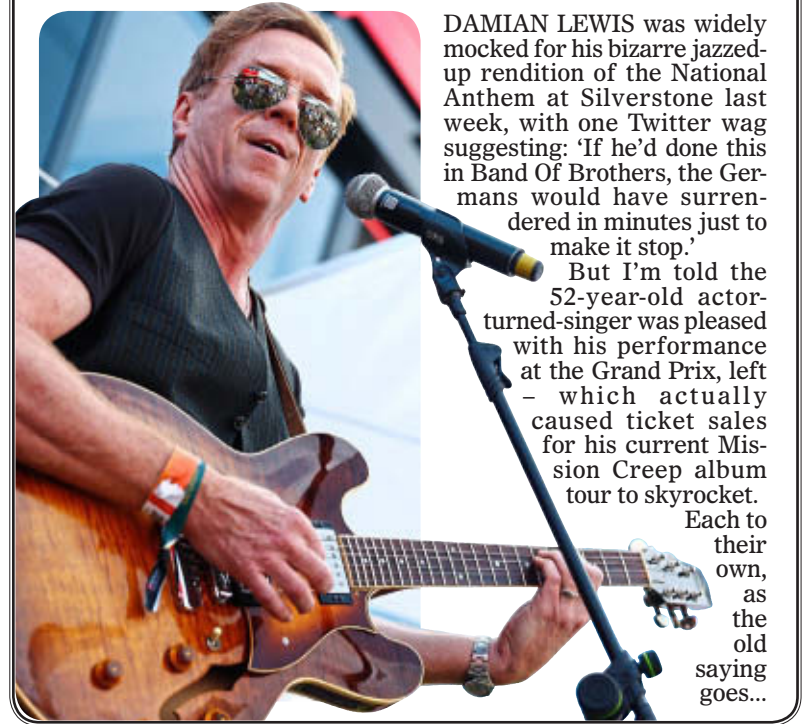 DAMIAN LEWIS was widely
mocked for his bizarre jazzed-
up rendition of the National
Anthem at Silverstone last
week, with one Twitter wag
suggesting: ‘If he’d done this
in Band Of Brothers, the Ger-
mans would have surren-
dered in minutes just to
make it stop.’
But I’m told the
52-year-old actor-
turned-singer was pleased
with his performance
at the Grand Prix, left
– which actually
caused ticket sales
for his current Mis-
sion Creep album
tour to skyrocket.
Each to
their
own,
as
the
old
saying
goes...